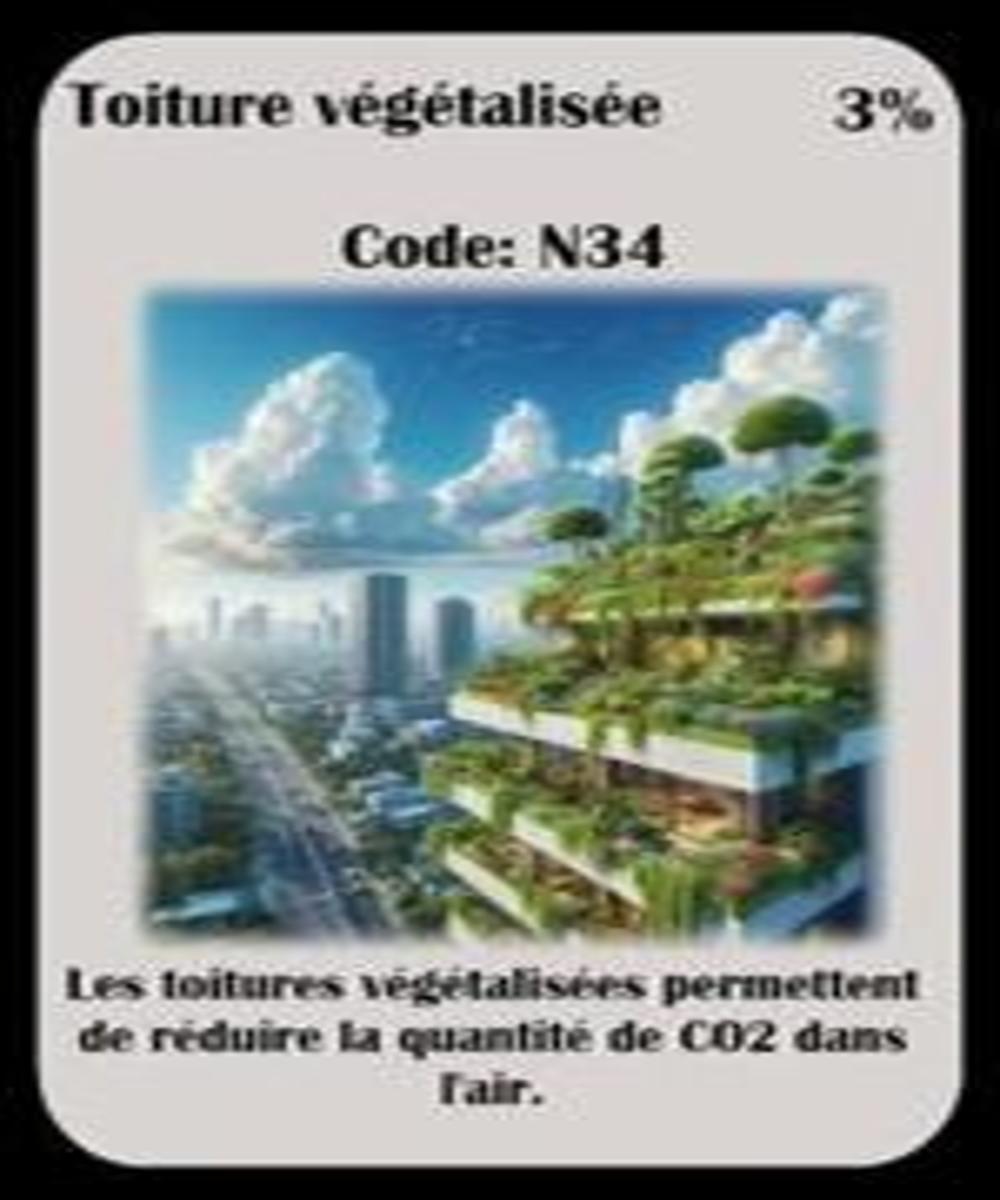 Toiture végétalisée 3%
Code: N34
Les toitures végétalisées permettent
de réduire la quantité de CO2 dans
l'air.